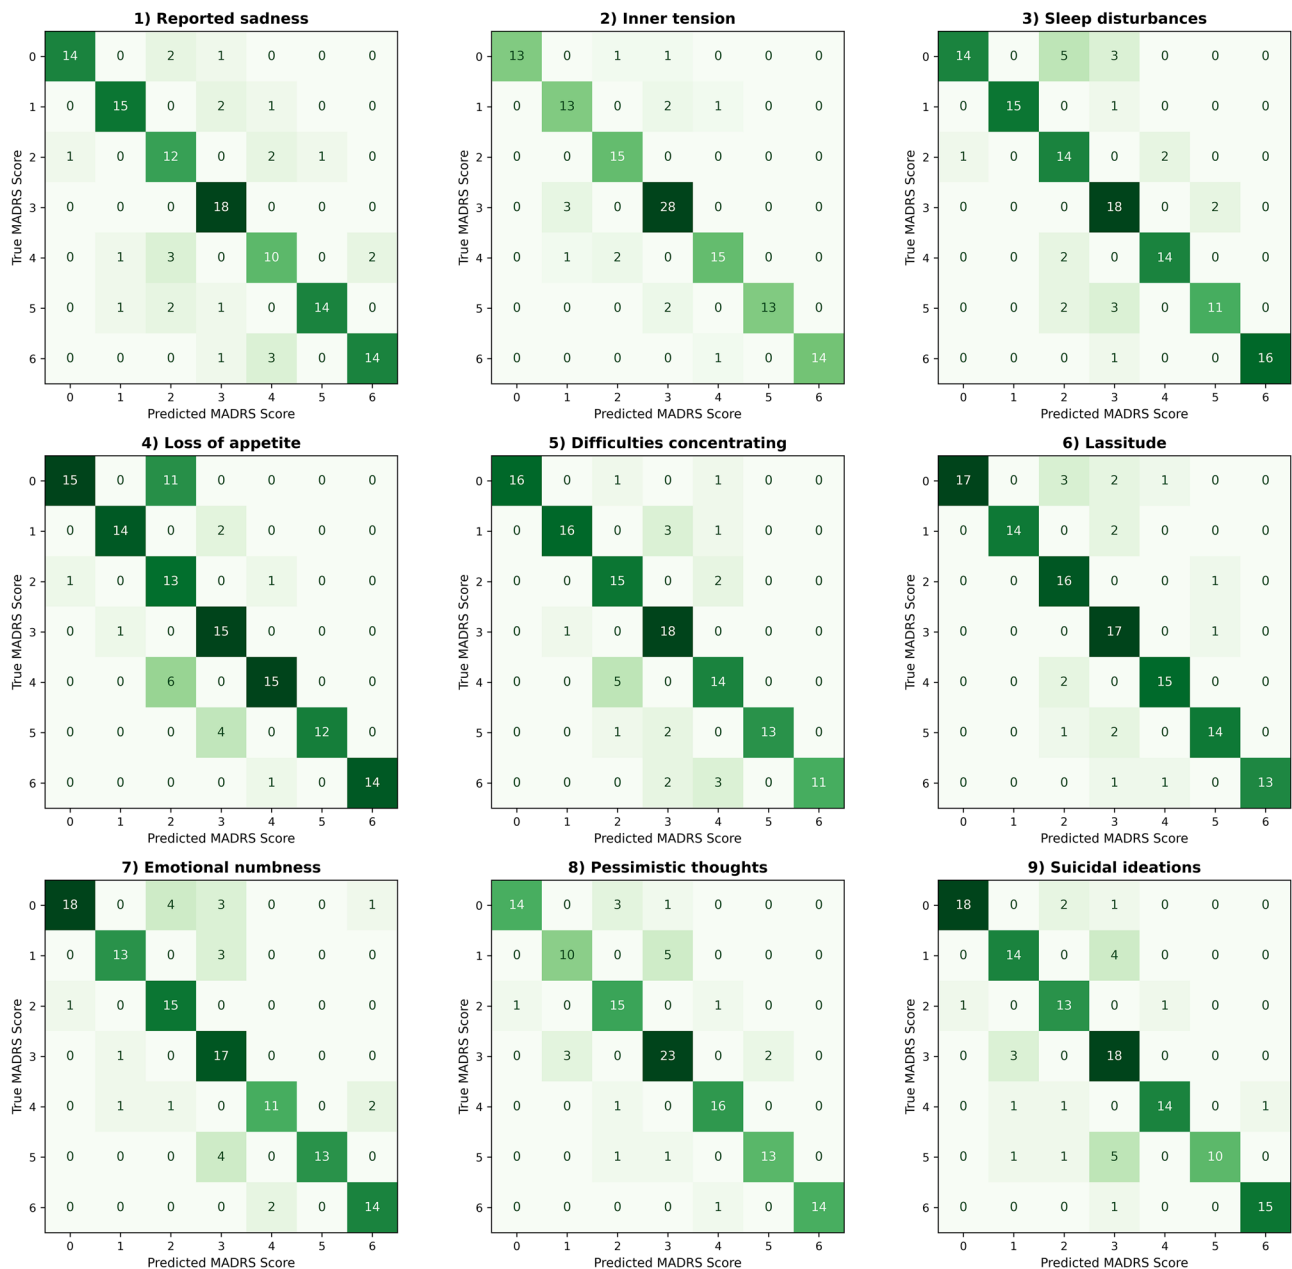 1) Reported sadness
True MADRS Score
0 14 0 2 1 0 0 0
1 0 15 0 2 1 0 0
2 1 0 12 0 2 1 0
3 0 0 0 18 0 0 0
4 0 1 3 0 10 0 2
5 0 1 2 1 0 14 0
6 0 0 0 1 3 0 14
0 1 2 3 4 5 6
Predicted MADRS Score
2) Inner tension
True MADRS Score
0 13 0 1 1 0 0 0
1 0 13 0 2 1 0 0
2 0 0 15 0 0 0 0
3 0 3 0 28 0 0 0
4 0 1 2 0 15 0 0
5 0 0 0 2 0 13 0
6 0 0 0 0 1 0 14
0 1 2 3 4 5 6
Predicted MADRS Score
3) Sleep disturbances
True MADRS Score
0 14 0 5 3 0 0 0
1 0 15 0 1 0 0 0
2 1 0 14 0 2 0 0
3 0 0 0 18 0 2 0
4 0 0 2 0 14 0 0
5 0 0 2 3 0 11 0
6 0 0 0 1 0 0 16
0 1 2 3 4 5 6
Predicted MADRS Score
4) Loss of appetite
True MADRS Score
0 15 0 11 0 0 0 0
1 0 14 0 2 0 0 0
2 1 0 13 0 1 0 0
3 0 1 0 15 0 0 0
4 0 0 6 0 15 0 0
5 0 0 0 4 0 12 0
6 0 0 0 0 1 0 14
0 1 2 3 4 5 6
Predicted MADRS Score
5) Difficulties concentrating
True MADRS Score
0 16 0 1 0 1 0 0
1 0 16 0 3 1 0 0
2 0 0 15 0 2 0 0
3 0 1 0 18 0 0 0
4 0 0 5 0 14 0 0
5 0 0 1 2 0 13 0
6 0 0 0 2 3 0 11
0 1 2 3 4 5 6
Predicted MADRS Score
6) Lassitude
True MADRS Score
0 17 0 3 2 1 0 0
1 0 14 0 2 0 0 0
2 0 0 16 0 0 1 0
3 0 0 0 17 0 1 0
4 0 0 2 0 15 0 0
5 0 0 1 2 0 14 0
6 0 0 0 1 1 0 13
0 1 2 3 4 5 6
Predicted MADRS Score
7) Emotional numbness
True MADRS Score
0 18 0 4 3 0 0 1
1 0 13 0 3 0 0 0
2 1 0 15 0 0 0 0
3 0 1 0 17 0 0 0
4 0 1 1 0 11 0 2
5 0 0 0 4 0 13 0
6 0 0 0 0 2 0 14
0 1 2 3 4 5 6
Predicted MADRS Score
8) Pessimistic thoughts
True MADRS Score
0 14 0 3 1 0 0 0
1 0 10 0 5 0 0 0
2 1 0 15 0 1 0 0
3 0 3 0 23 0 2 0
4 0 0 1 0 16 0 0
5 0 0 1 1 0 13 0
6 0 0 0 0 1 0 14
0 1 2 3 4 5 6
Predicted MADRS Score
9) Suicidal ideations
True MADRS Score
0 18 0 2 1 0 0 0
1 0 14 0 4 0 0 0
2 1 0 13 0 1 0 0
3 0 3 0 18 0 0 0
4 0 1 1 0 14 0 1
5 0 1 1 5 0 10 0
6 0 0 0 1 0 0 15
0 1 2 3 4 5 6
Predicted MADRS Score